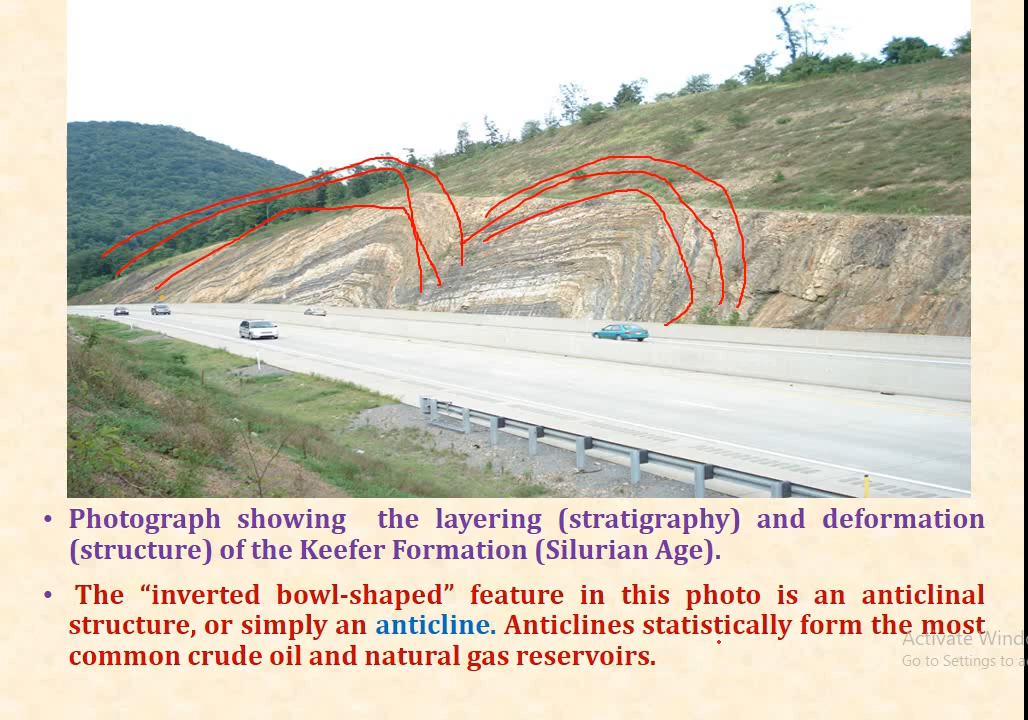 • Photograph showing the layering (stratigraphy) and deformation
(structure) of the Keefer Formation (Silurian Age).
• The “inverted bowl-shaped” feature in this photo is an anticlinal
structure, or simply an anticline. Anticlines statistically form the most
common crude oil and natural gas reservoirs.
Activate Windo
Go to Settings to a